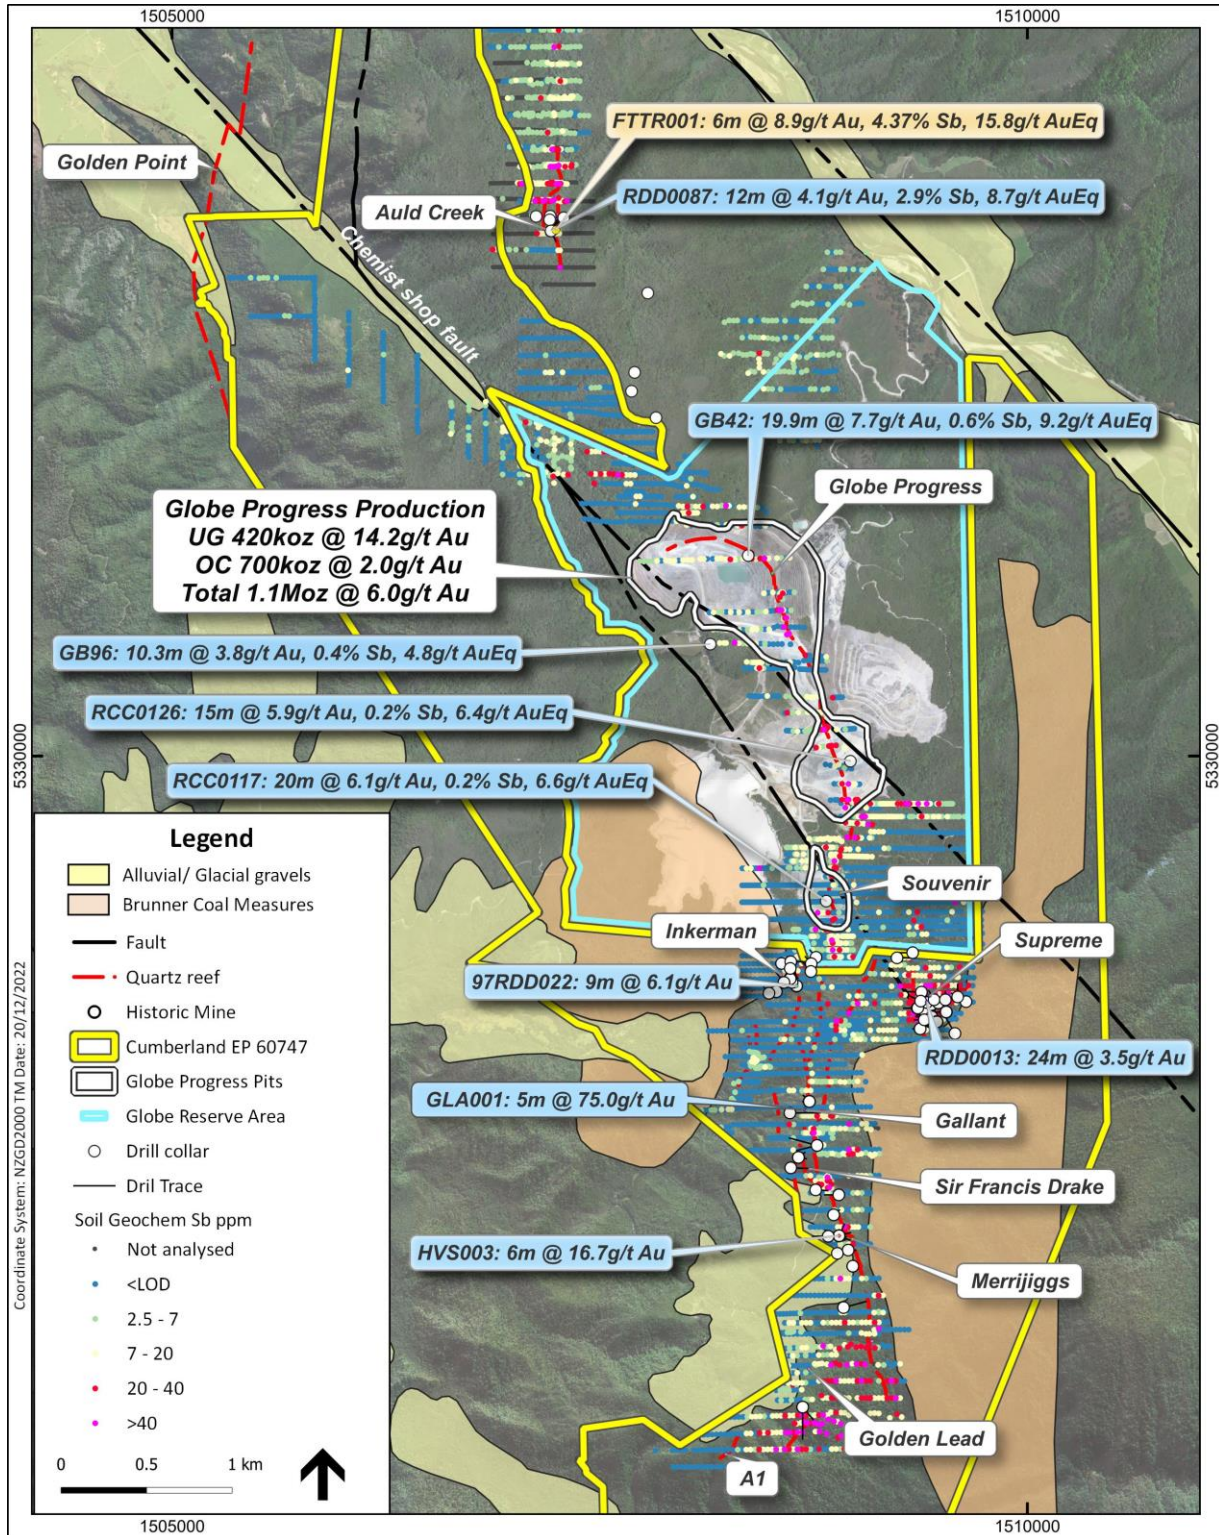 1505000
1510000
FTTR001: 6m @ 8.9g/t Au, 4.37% Sb, 15.8g/t AuEq
Golden Point
RDD0087: 12m @ 4.1g/t Au, 2.9% Sb, 8.7g/t AuEq
Auld Creek
Chemist shop fault
GB42: 19.9m @ 7.7g/t Au, 0.6% Sb, 9.2g/t AuEq
Globe Progress
Globe Progress Production
UG 420koz @ 14.2g/t Au
OC 700koz @ 2.0g/t Au
Total 1.1Moz @ 6.0g/t Au
GB96: 10.3m @ 3.8g/t Au, 0.4% Sb, 4.8g/t AuEq
RCC0126: 15m @ 5.9g/t Au, 0.2% Sb, 6.4g/t AuEq
5330000
5330000
RCC0117: 20m @ 6.1g/t Au, 0.2% Sb, 6.6g/t AuEq
Souvenir
Inkerman
Supreme
97RDD022: 9m @ 6.1g/t Au
RDD0013: 24m @ 3.5g/t Au
GLA001: 5m @ 75.0g/t Au
Gallant
Sir Francis Drake
HVS003: 6m @ 16.7g/t Au
Merrijiggs
Golden Lead
A1
Legend
Alluvial/ Glacial gravels
Brunner Coal Measures
Fault
Quartz reef
Historic Mine
Cumberland EP 60747
Globe Progress Pits
Globe Reserve Area
Drill collar
Dril Trace
Soil Geochem Sb ppm
Not analysed
<LOD
2.5 - 7
7 - 20
20 - 40
>40
0 0.5 1 km
Coordinate System: NZGD2000 TM Date: 20/12/2022
1505000
1510000